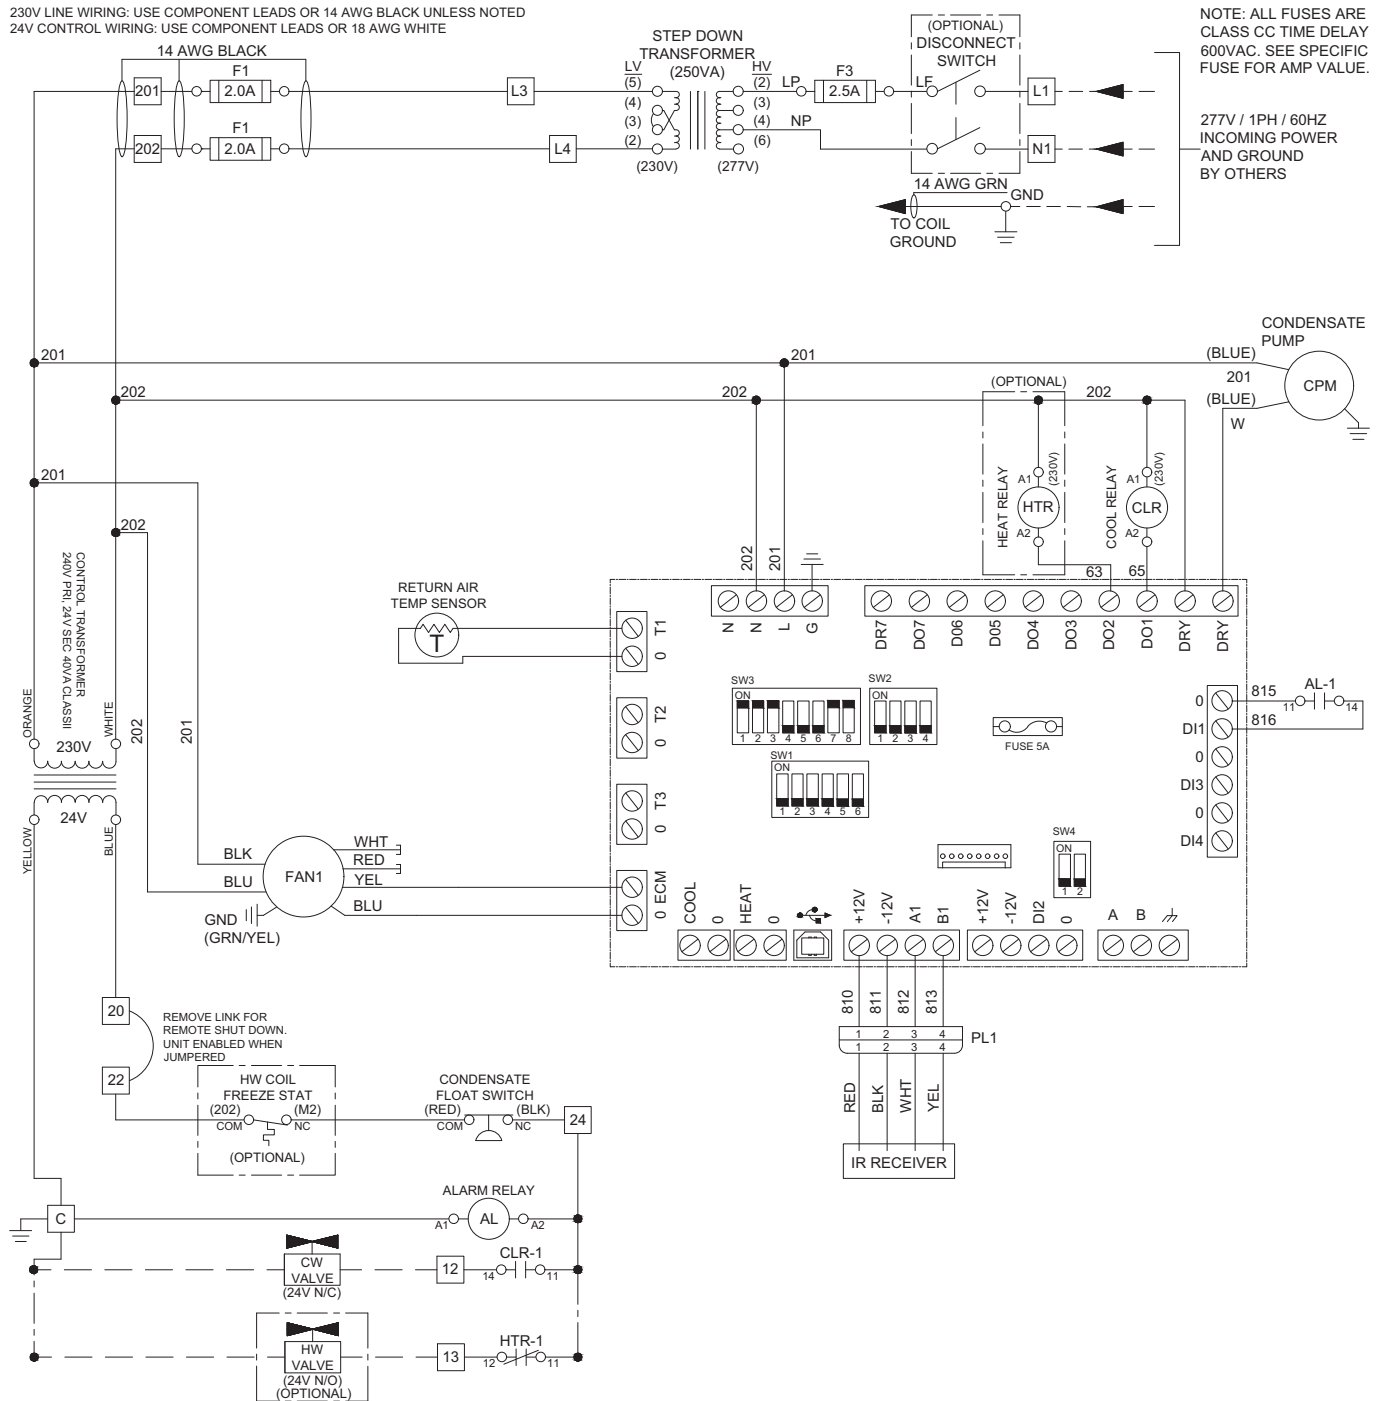 230V LINE WIRING: USE COMPONENT LEADS OR 14 AWG BLACK UNLESS NOTED
24V CONTROL WIRING: USE COMPONENT LEADS OR 18 AWG WHITE
14 AWG BLACK
201
F1
2.0A
202
F1
2.0A
L3
L4
STEP DOWN
TRANSFORMER
(250VA)
LV
(5)
(4)
(3)
(2)
(230V)
HV
(2)
(3)
(4)
(6)
(277V)
LP
F3
2.5A
LF
NP
(OPTIONAL)
DISCONNECT
SWITCH
L1
N1
14 AWG GRN
GND
TO COIL
GROUND
NOTE: ALL FUSES ARE
CLASS CC TIME DELAY
600VAC. SEE SPECIFIC
FUSE FOR AMP VALUE.
277V / 1PH / 60HZ
INCOMING POWER
AND GROUND
BY OTHERS
201
201
202
202
202
CONDENSATE
PUMP
(BLUE)
201
(BLUE)
W
CPM
(OPTIONAL)
HEAT RELAY
A1
(230V)
HTR
A2
COOL RELAY
A1
(230V)
CLR
A2
63
65
201
202
202
201
CONTROL TRANSFORMER
240V PRI, 24V SEC 40VA CLASSII
ORANGE
WHITE
230V
24V
YELLOW
BLUE
202
201
RETURN AIR
TEMP SENSOR
T
T1
0
T2
0
T3
0
ECM
0
N
N
L
G
DR7
DO7
D06
D05
DO4
DO3
DO2
DO1
DRY
DRY
SW3
ON
1 2 3 4 5 6 7 8
SW2
ON
1 2 3 4
SW1
ON
1 2 3 4 5 6
FUSE 5A
SW4
ON
1 2
0
DI1
0
DI3
0
DI4
815
816
AL-1
11
14
BLK
BLU
FAN1
WHT
RED
YEL
BLU
GND
(GRN/YEL)
COOL
0
HEAT
0
+12V
-12V
A1
B1
+12V
-12V
DI2
0
A
B
810
811
812
813
1 2 3 4
1 2 3 4
PL1
RED
BLK
WHT
YEL
IR RECEIVER
20
22
REMOVE LINK FOR
REMOTE SHUT DOWN.
UNIT ENABLED WHEN
JUMPERED
HW COIL
FREEZE STAT
(202)
(M2)
COM
NC
(OPTIONAL)
CONDENSATE
FLOAT SWITCH
(RED)
(BLK)
COM
NC
24
C
ALARM RELAY
A1
AL
A2
CW
VALVE
(24V N/C)
12
CLR-1
14
11
HW
VALVE
(24V N/O)
(OPTIONAL)
13
HTR-1
12
11